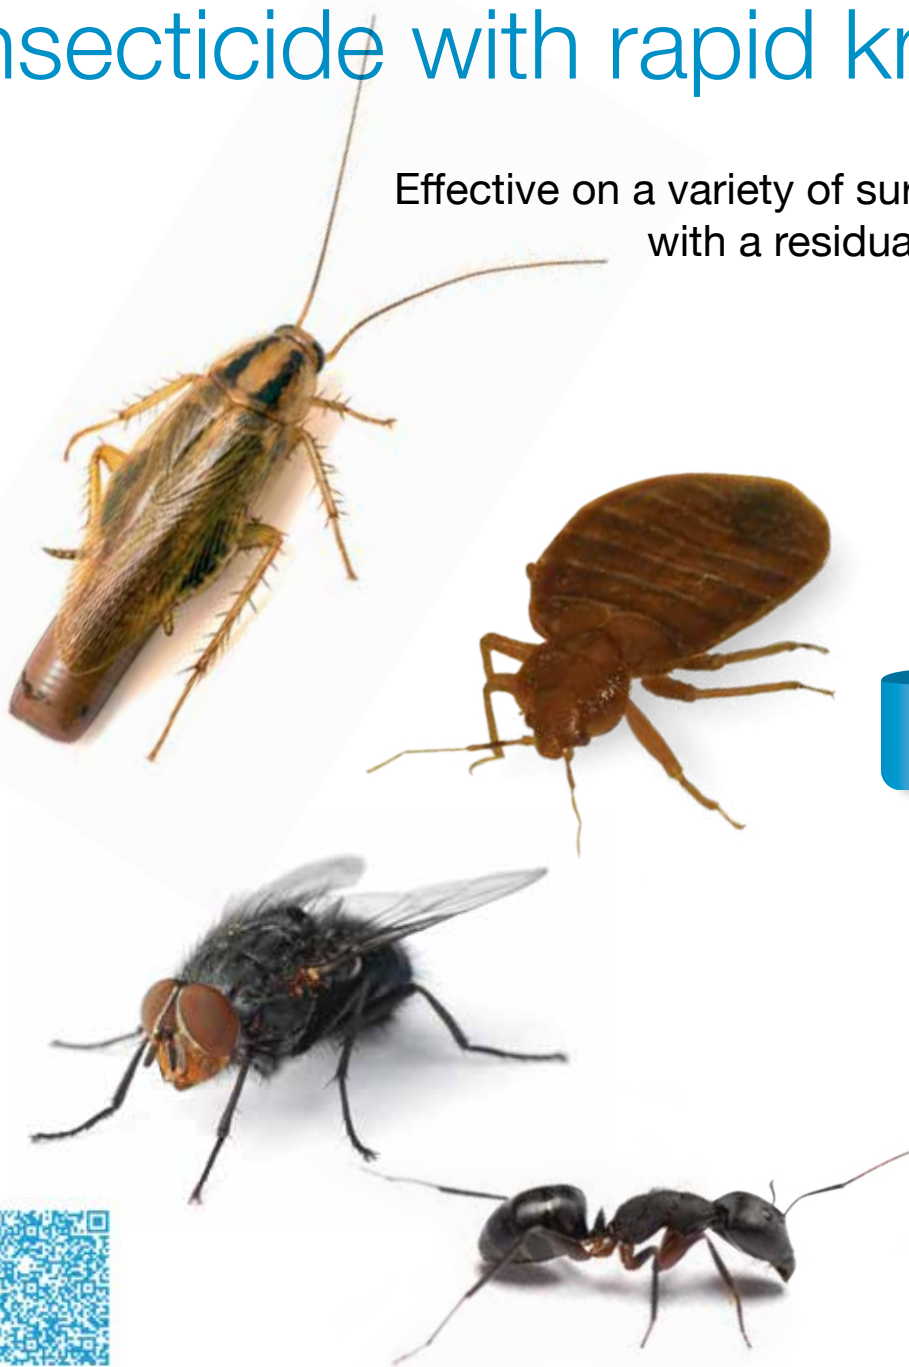 nsecticide with rapid kn
Effective on a variety of sur
with a residua